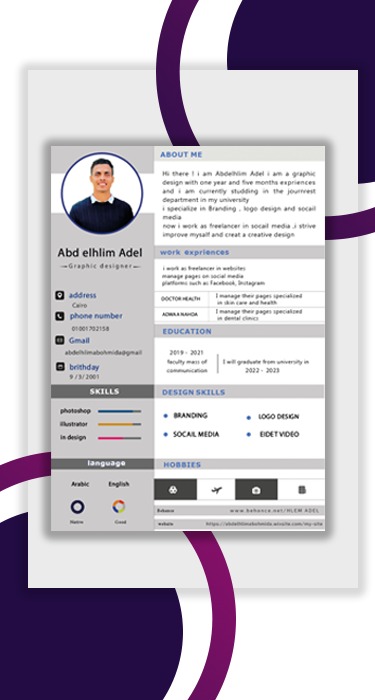 Abd elhlim Adel
Graphic designer
address
Cairo
phone number
01001702158
Gmail
abdelhlimabohmida@gmail
brithday
9 /3/ 2001
SKILLS
photoshop
illustrator
in design
language
Arabic English
Native Good
ABOUT ME
Hi there ! i am Abdelhlim Adel i am a graphic
design with one year and five months expriences
and i am currently studding in the journrest
department in my university
i specialize in Branding , logo design and socail
media
now i work as freelancer in socail media ,i strive
improve mysalf and creat a creative design
work expriences
i work as freelancer in websites
manage pages on social media
platforms such as Facebook, Instagram
DOCTOR HEALTH I manage their pages specialized
in skin care and health
ADWAA NAHDA I manage their pages specialized
in dental clinics
EDUCATION
2019 - 2021
faculty mess of
communication
I will graduate from university in
2022 - 2023
DESIGN SKILLS
BRANDING LOGO DESIGN
SOCAIL MEDIA EIDET VIDEO
HOBBIES
Behance www.behance.net/HLEM ADEL
website https://abdelhlimabohmida.wixsite.com/my-site